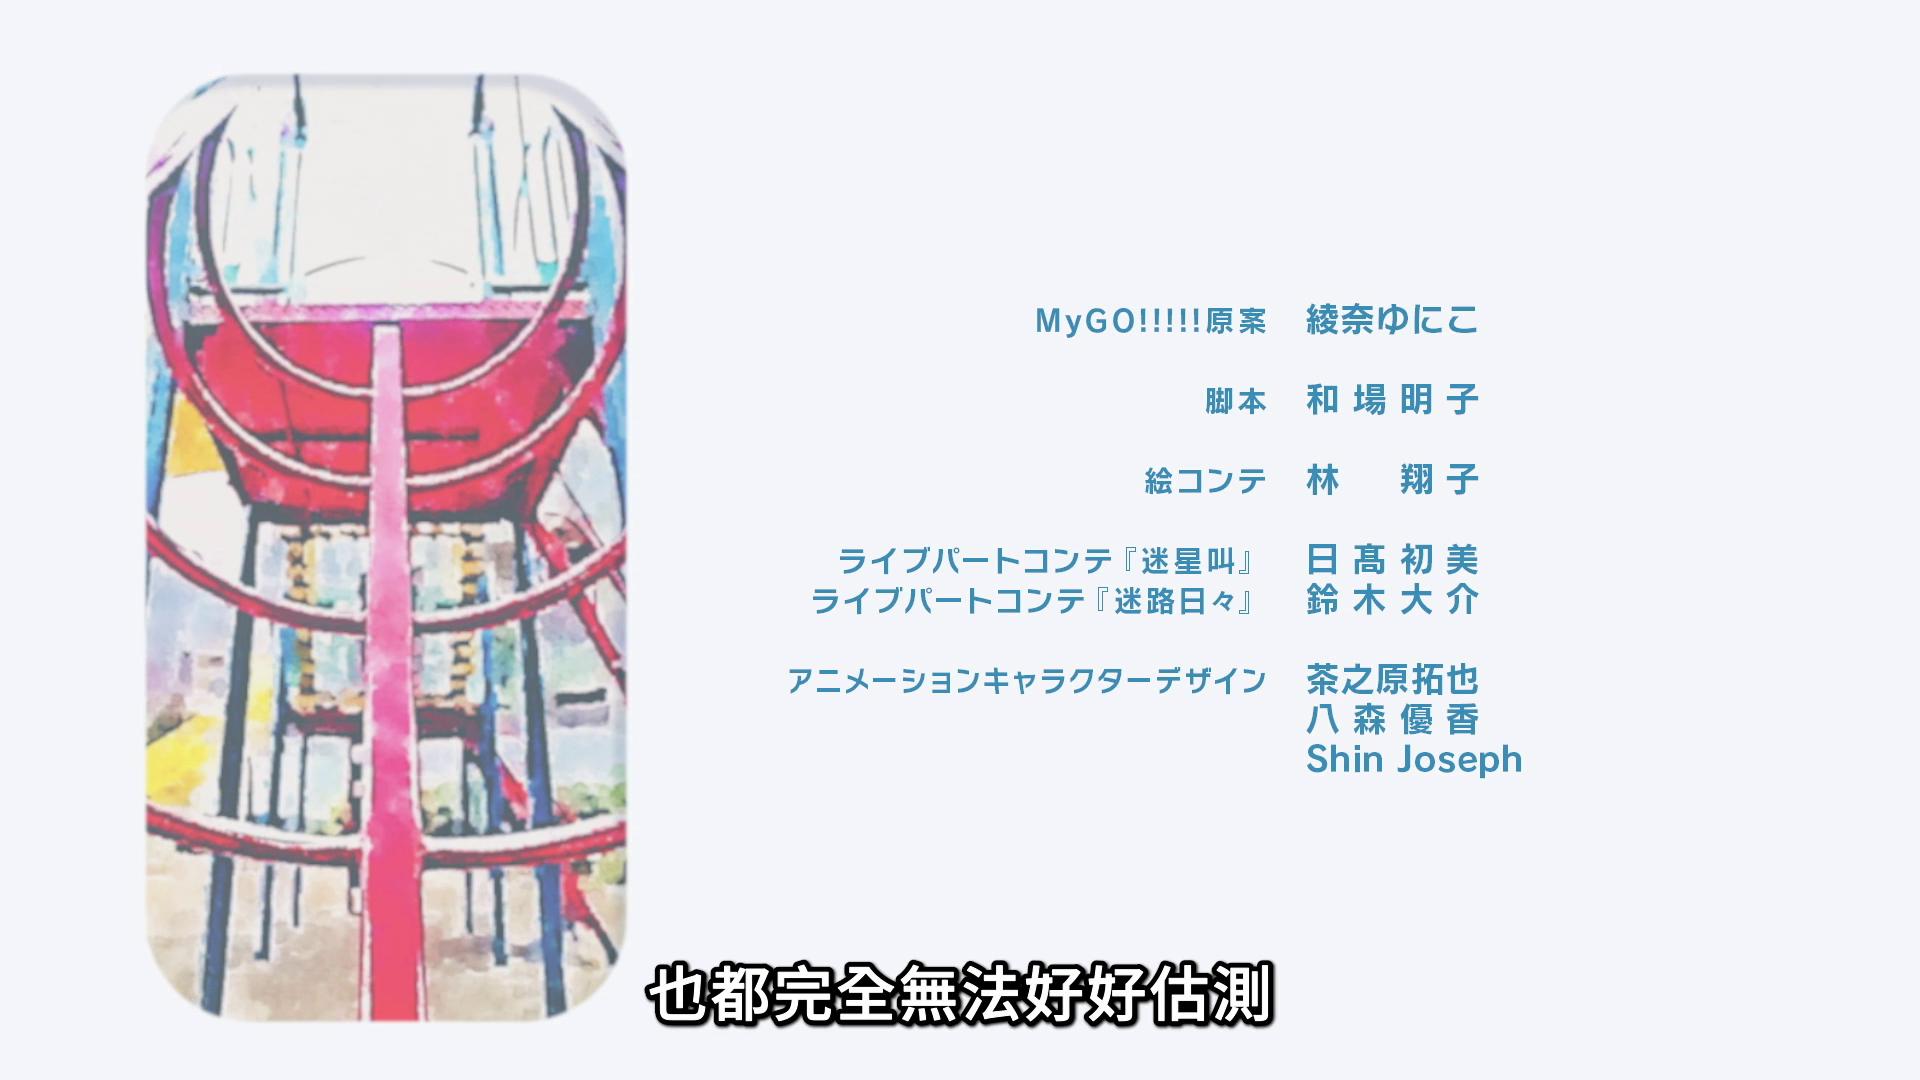 MyGO!!!!!原案 綾奈ゆにこ
脚本 和場明子
絵コンテ 林 翔子
ライブパートコンテ『迷星叫』 日髙初美
ライブパートコンテ『迷路日々』 鈴木大介
アニメーションキャラクターデザイン 茶之原拓也
八森優香
Shin Joseph
也都完全無法好好估測